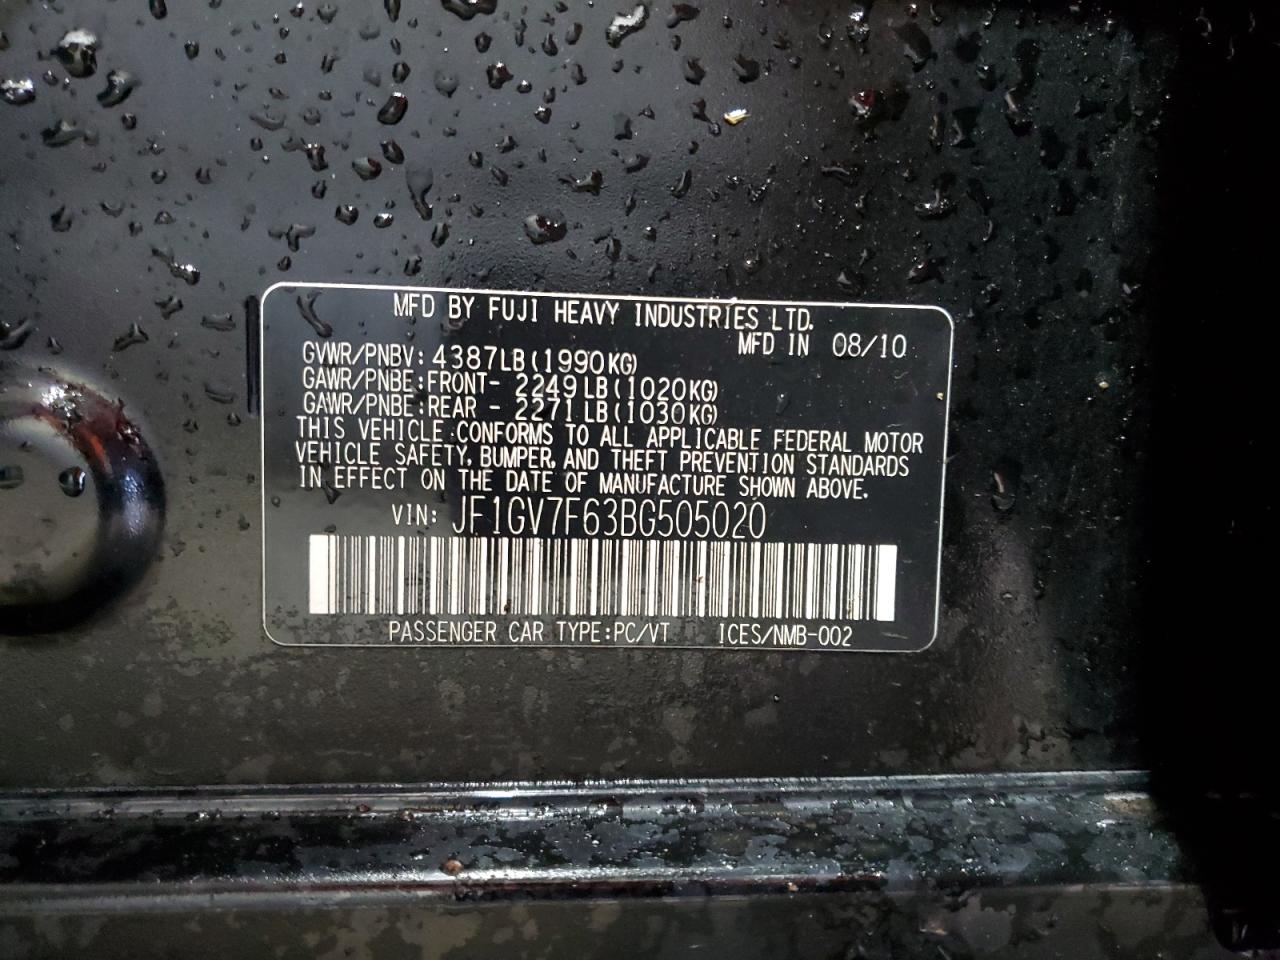 MFD BY FUJI HEAVY INDUSTRIES LTD.
MFD IN 08/10
GVWR/PNBV: 4387LB(1990KG)
GAWR/PNBE:FRONT- 2249LB(1020KG)
GAWR/PNBE:REAR - 2271LB(1030KG)
THIS VEHICLE CONFORMS TO ALL APPLICABLE FEDERAL MOTOR
VEHICLE SAFETY, BUMPER, AND THEFT PREVENTION STANDARDS
IN EFFECT ON THE DATE OF MANUFACTURE SHOWN ABOVE.
VIN: JF1GV7F63BG505020
PASSENGER CAR TYPE:PC/VT ICES/NMB-002